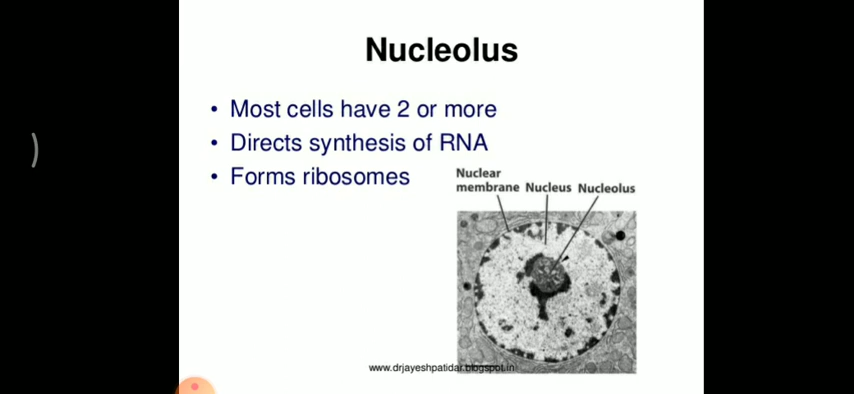 Nucleolus
• Most cells have 2 or more
• Directs synthesis of RNA
• Forms ribosomes
Nuclear
membrane Nucleus Nucleolus
www.drjayeshpatidar.blogspot.in